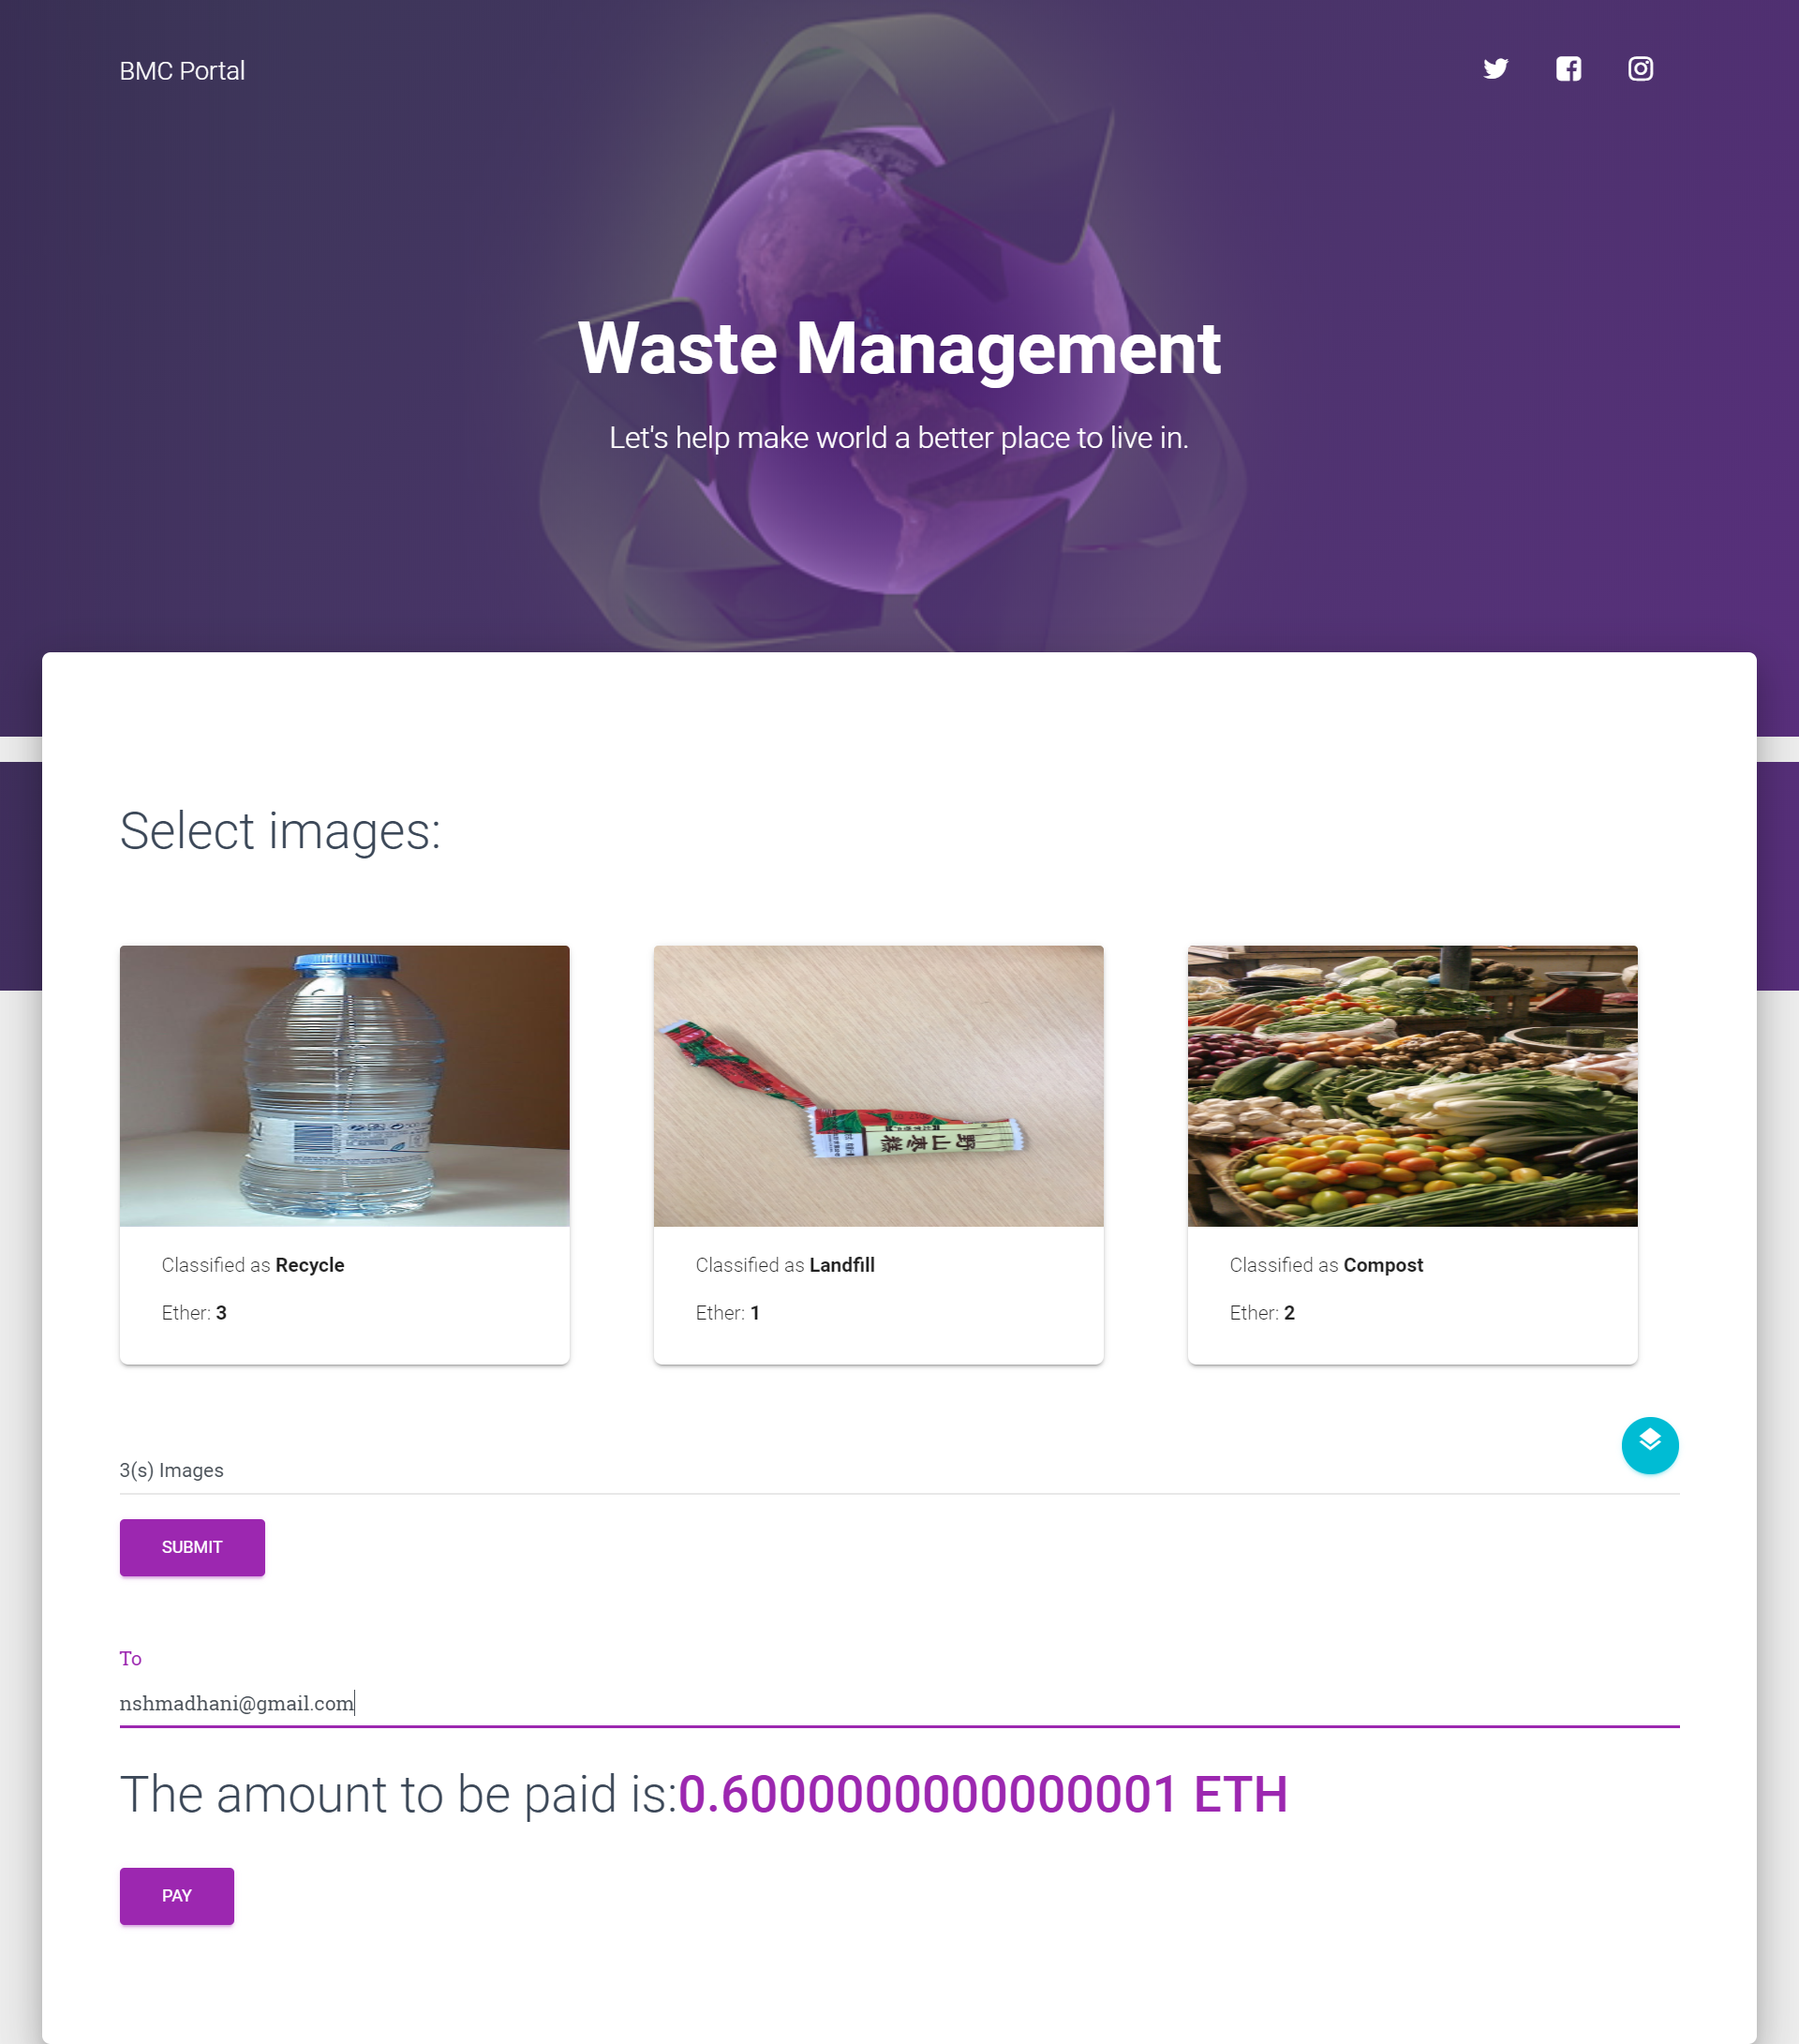 BMC Portal
Waste Management
Let's help make world a better place to live in.
Select images:
野山枣糕
Classified as Recycle
Ether: 3
Classified as Landfill
Ether: 1
Classified as Compost
Ether: 2
3(s) Images
SUBMIT
To
nshmadhani@gmail.com
The amount to be paid is:0.6000000000000001 ETH
PAY